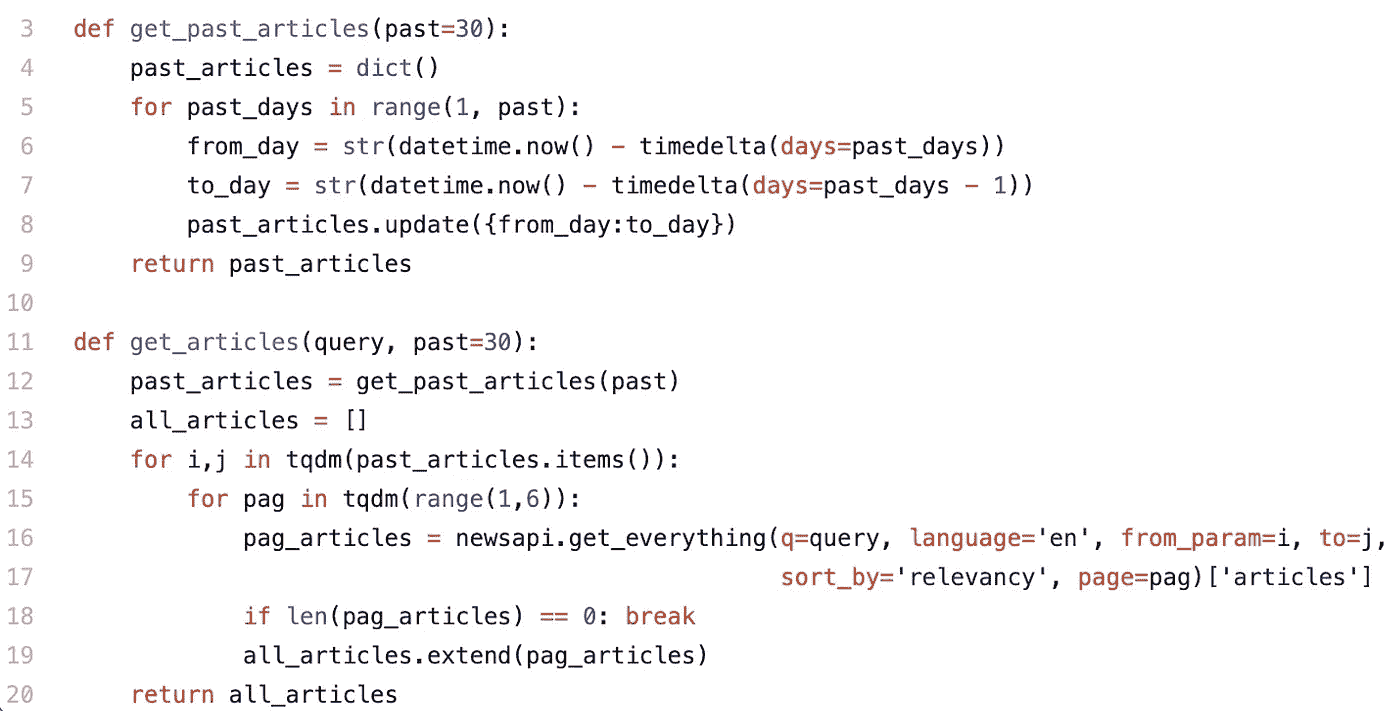 3 def get_past_articles(past=30):
4     past_articles = dict()
5     for past_days in range(1, past):
6         from_day = str(datetime.now() - timedelta(days=past_days))
7         to_day = str(datetime.now() - timedelta(days=past_days - 1))
8         past_articles.update({from_day:to_day})
9     return past_articles
10
11 def get_articles(query, past=30):
12     past_articles = get_past_articles(past)
13     all_articles = []
14     for i,j in tqdm(past_articles.items()):
15         for pag in tqdm(range(1,6)):
16             pag_articles = newsapi.get_everything(q=query, language='en', from_param=i, to=j,
17                                                   sort_by='relevancy', page=pag)['articles']
18             if len(pag_articles) == 0: break
19             all_articles.extend(pag_articles)
20     return all_articles